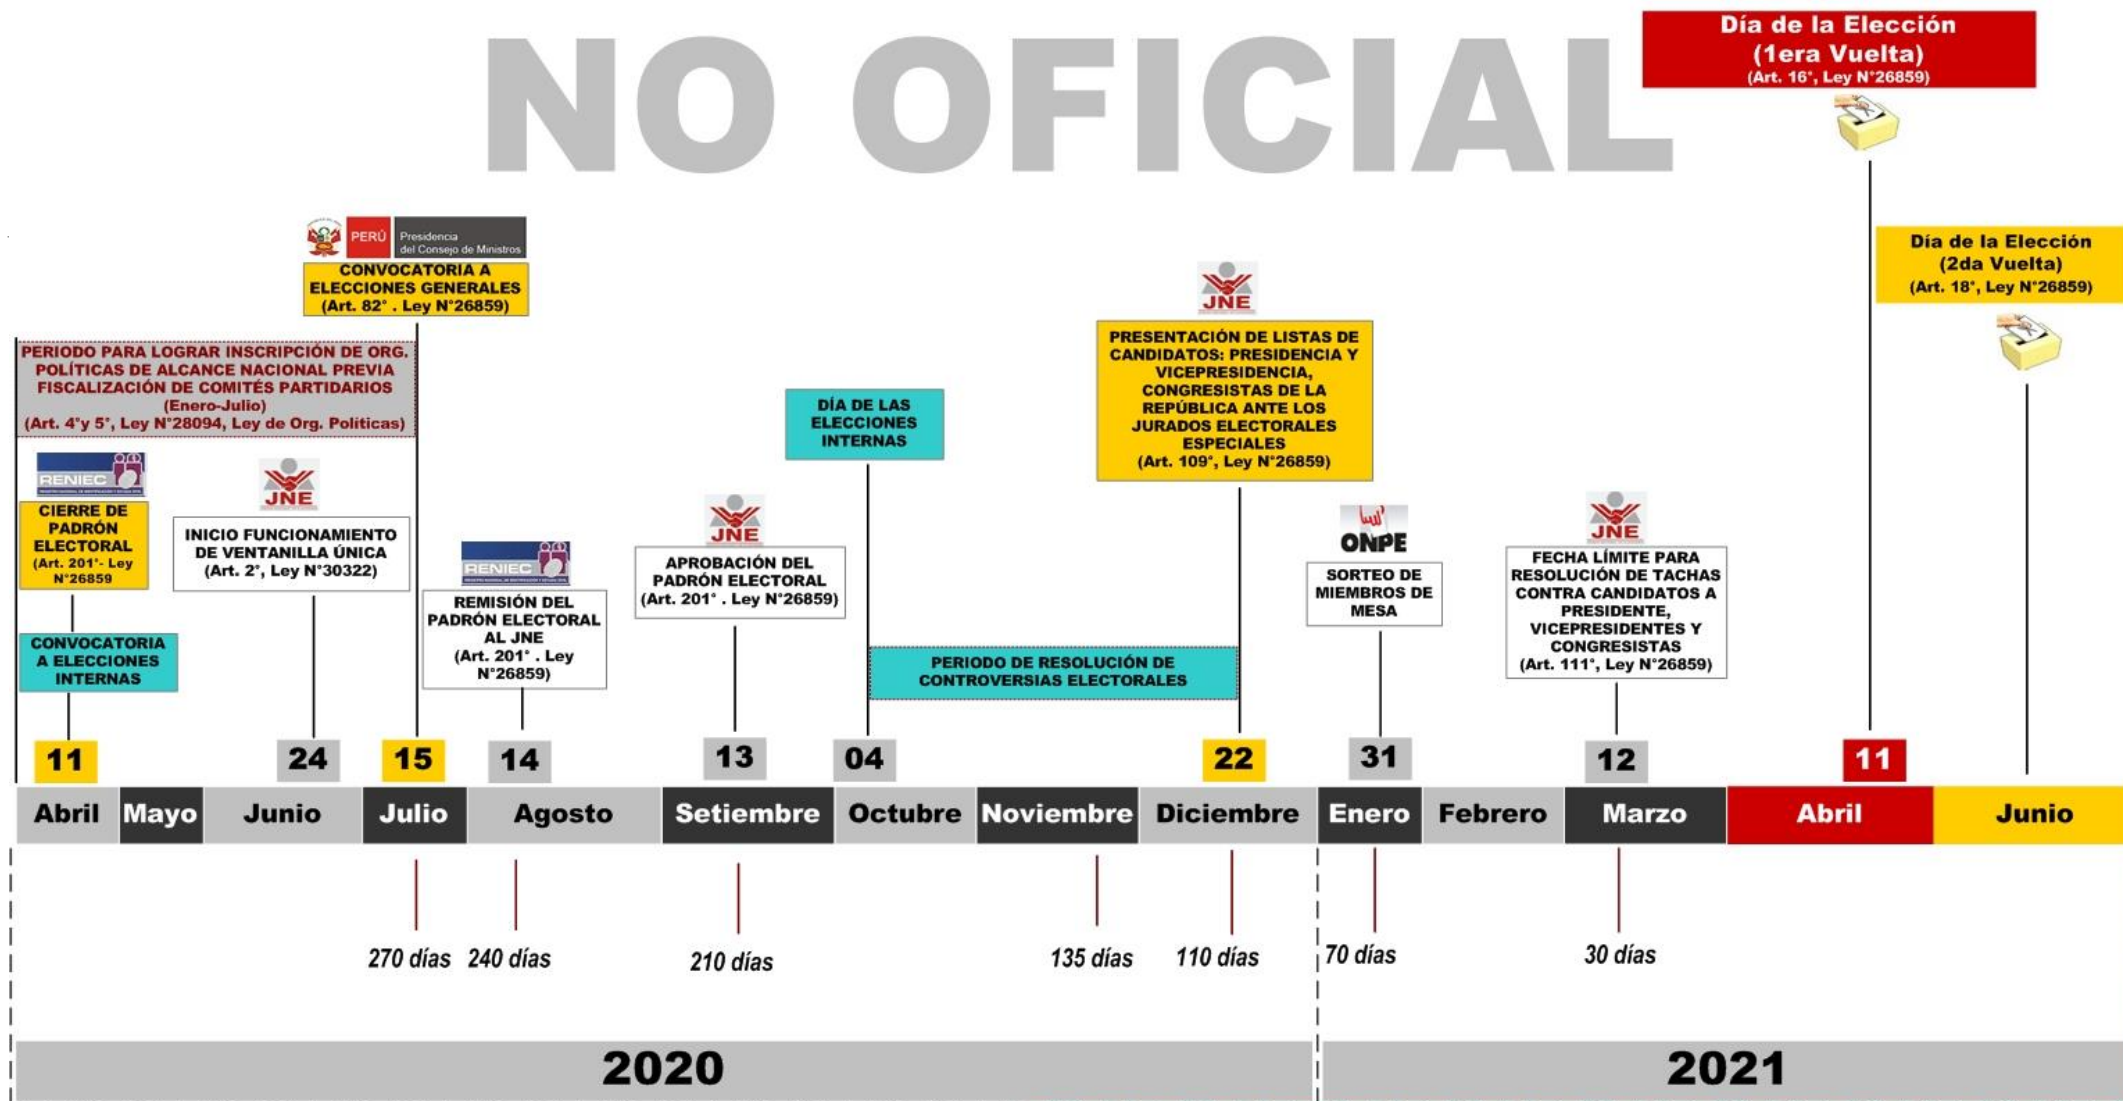 NO OFICIAL
Día de la Elección
(1era Vuelta)
(Art. 16°, Ley N°26859)
Día de la Elección
(2da Vuelta)
(Art. 18°, Ley N°26859)
PERÚ
Presidencia
del Consejo de Ministros
CONVOCATORIA A
ELECCIONES GENERALES
(Art. 82° . Ley N°26859)
PERIODO PARA LOGRAR INSCRIPCIÓN DE ORG.
POLÍTICAS DE ALCANCE NACIONAL PREVIA
FISCALIZACIÓN DE COMITÉS PARTIDARIOS
(Enero-Julio)
(Art. 4°y 5°, Ley N°28094, Ley de Org. Políticas)
RENIEC
CIERRE DE
PADRÓN
ELECTORAL
(Art. 201°- Ley
N°26859
CONVOCATORIA
A ELECCIONES
INTERNAS
JNE
INICIO FUNCIONAMIENTO
DE VENTANILLA ÚNICA
(Art. 2°, Ley N°30322)
RENIEC
REMISIÓN DEL
PADRÓN ELECTORAL
AL JNE
(Art. 201° . Ley
N°26859)
JNE
APROBACIÓN DEL
PADRÓN ELECTORAL
(Art. 201° . Ley N°26859)
DÍA DE LAS
ELECCIONES
INTERNAS
PERIODO DE RESOLUCIÓN DE
CONTROVERSIAS ELECTORALES
JNE
PRESENTACIÓN DE LISTAS DE
CANDIDATOS: PRESIDENCIA Y
VICEPRESIDENCIA,
CONGRESISTAS DE LA
REPÚBLICA ANTE LOS
JURADOS ELECTORALES
ESPECIALES
(Art. 109°, Ley N°26859)
ONPE
SORTEO DE
MIEMBROS DE
MESA
JNE
FECHA LÍMITE PARA
RESOLUCIÓN DE TACHAS
CONTRA CANDIDATOS A
PRESIDENTE,
VICEPRESIDENTES Y
CONGRESISTAS
(Art. 111°, Ley N°26859)
11 24 15 14 13 04 22 31 12 11
Abril Mayo Junio Julio Agosto Setiembre Octubre Noviembre Diciembre Enero Febrero Marzo Abril Junio
270 días 240 días 210 días 135 días 110 días 70 días 30 días
2020 2021